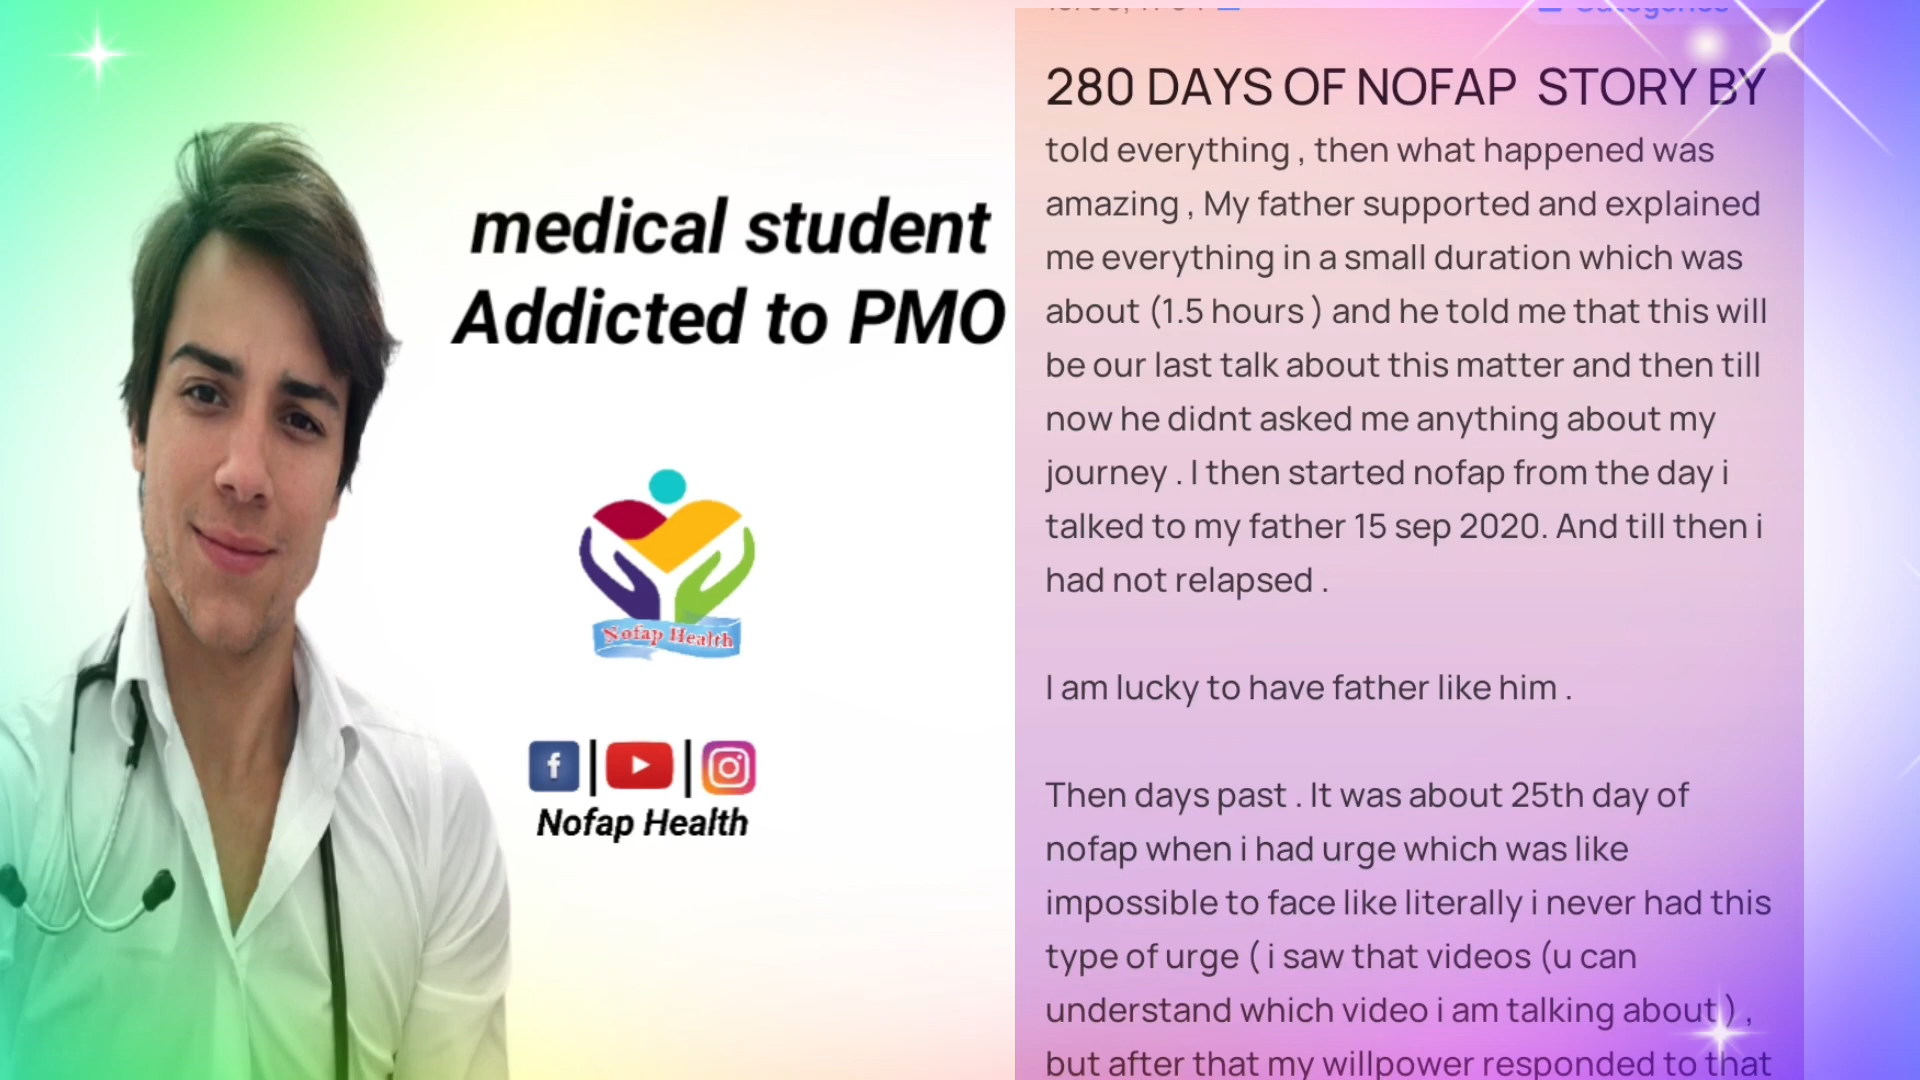 medical student
Addicted to PMO
Nofap Health
Nofap Health
280 DAYS OF NOFAP STORY BY
told everything , then what happened was
amazing , My father supported and explained
me everything in a small duration which was
about (1.5 hours ) and he told me that this will
be our last talk about this matter and then till
now he didnt asked me anything about my
journey . I then started nofap from the day i
talked to my father 15 sep 2020. And till then i
had not relapsed .
I am lucky to have father like him .
Then days past . It was about 25th day of
nofap when i had urge which was like
impossible to face like literally i never had this
type of urge ( i saw that videos (u can
understand which video i am talking about ) ,
but after that my willpower responded to that